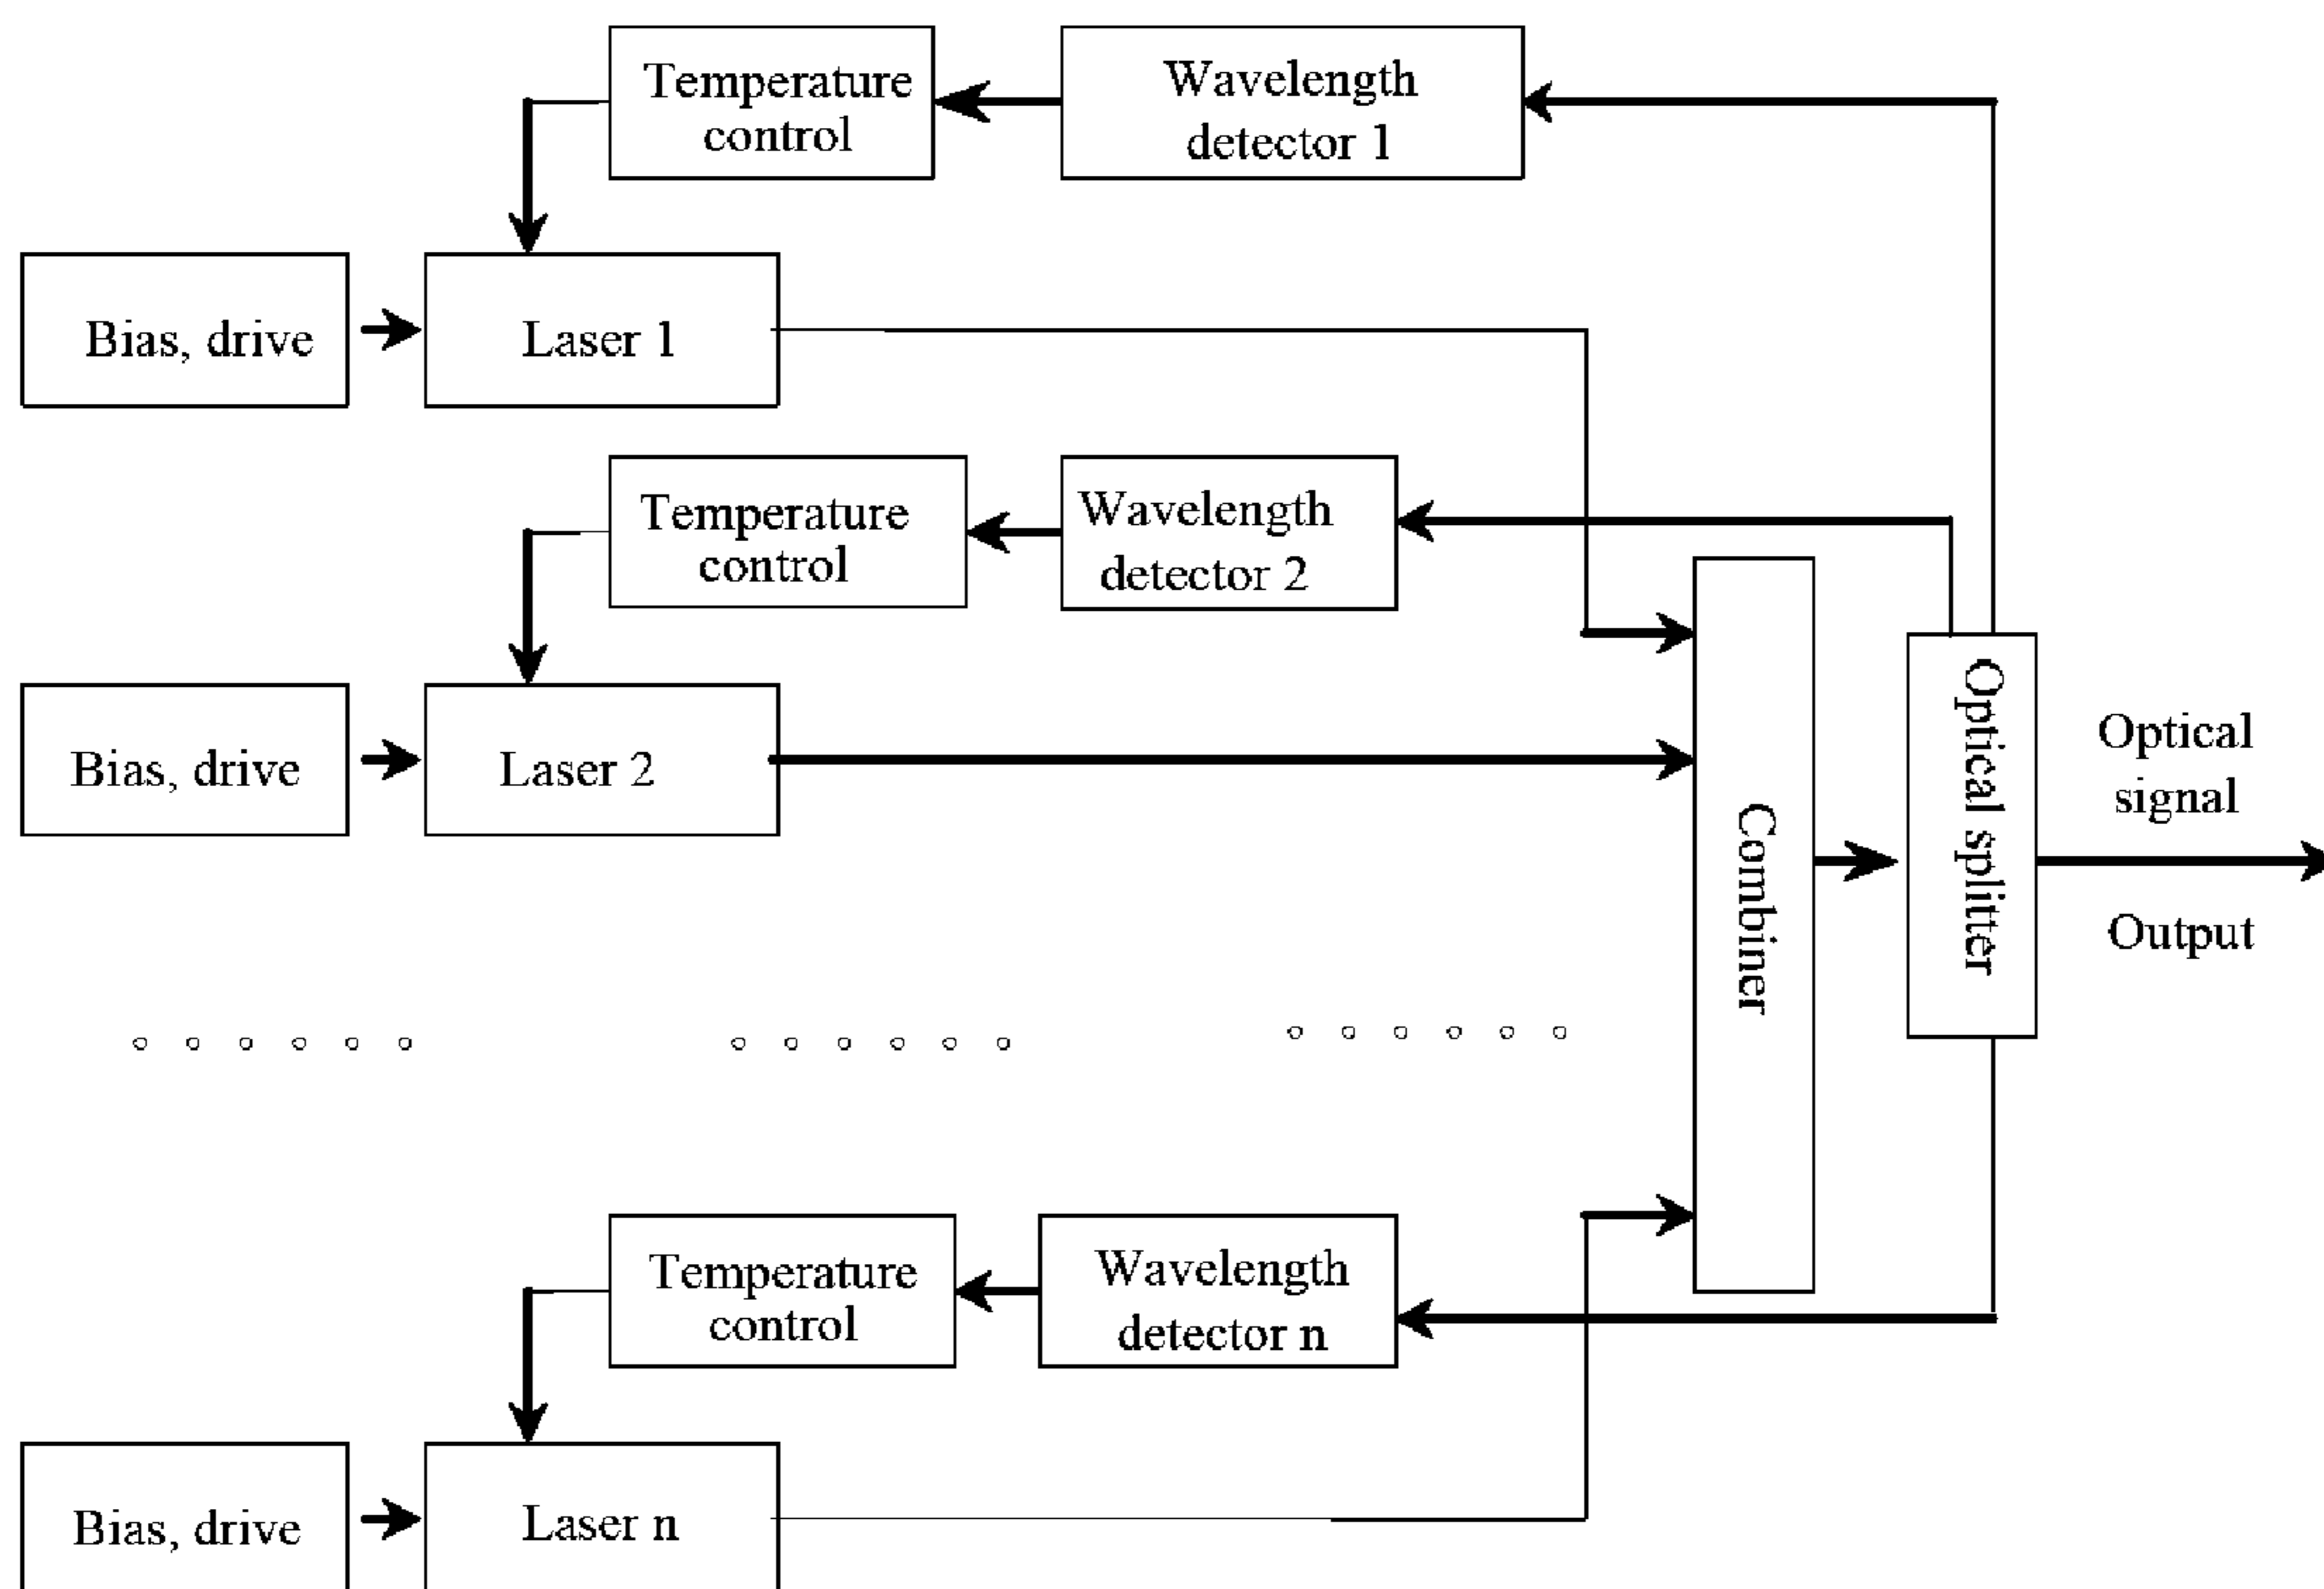 Temperature
control
Wavelength
detector 1
Bias, drive
Laser 1
Temperature
control
Wavelength
detector 2
Bias, drive
Laser 2
Combiner
Optical splitter
Optical
signal
Output
Temperature
control
Wavelength
detector n
Bias, drive
Laser n